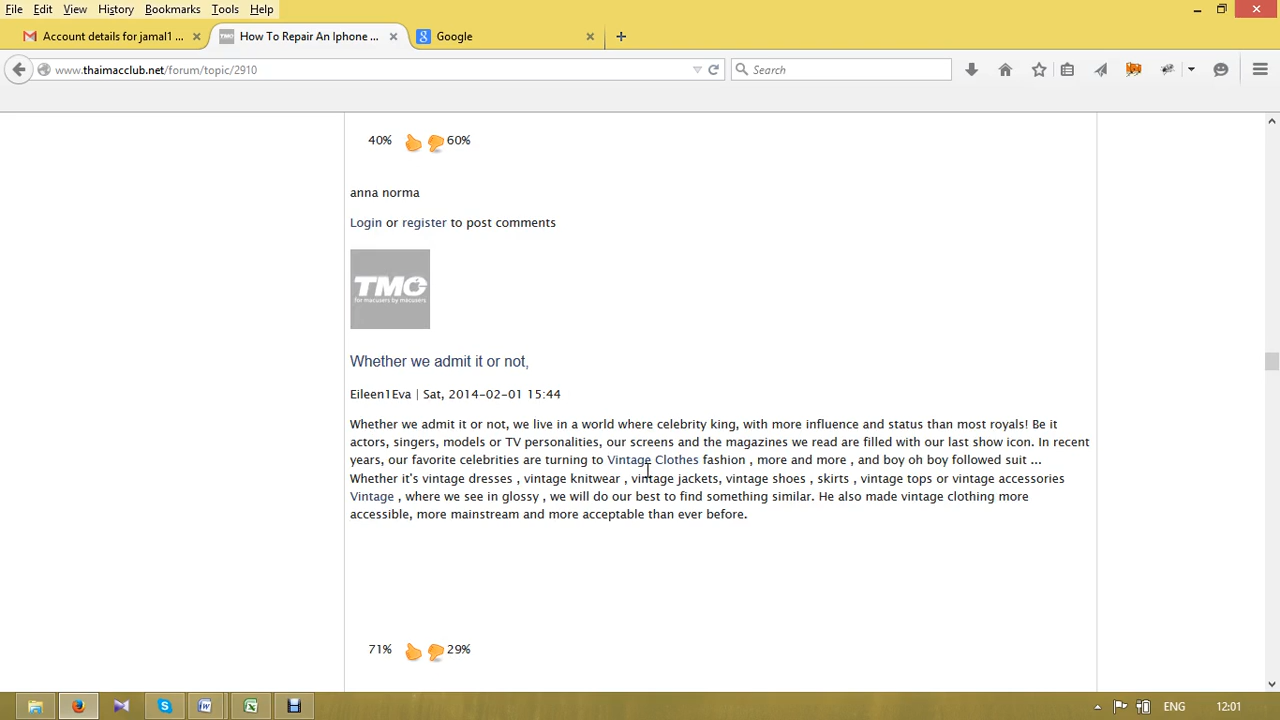 File Edit View History Bookmarks Tools Help
Account details for jamal1 ... How To Repair An Iphone ... Google
www.thaimacclub.net/forum/topic/2910 Search
40% 60%
anna norma
Login or register to post comments
TMC
for macusers by macusers
Whether we admit it or not,
Eileen1Eva | Sat, 2014-02-01 15:44
Whether we admit it or not, we live in a world where celebrity king, with more influence and status than most royals! Be it
actors, singers, models or TV personalities, our screens and the magazines we read are filled with our last show icon. In recent
years, our favorite celebrities are turning to Vintage Clothes fashion , more and more , and boy oh boy followed suit ...
Whether it's vintage dresses , vintage knitwear , vintage jackets, vintage shoes , skirts , vintage tops or vintage accessories
Vintage , where we see in glossy , we will do our best to find something similar. He also made vintage clothing more
accessible, more mainstream and more acceptable than ever before.
71% 29%
ENG 12:01